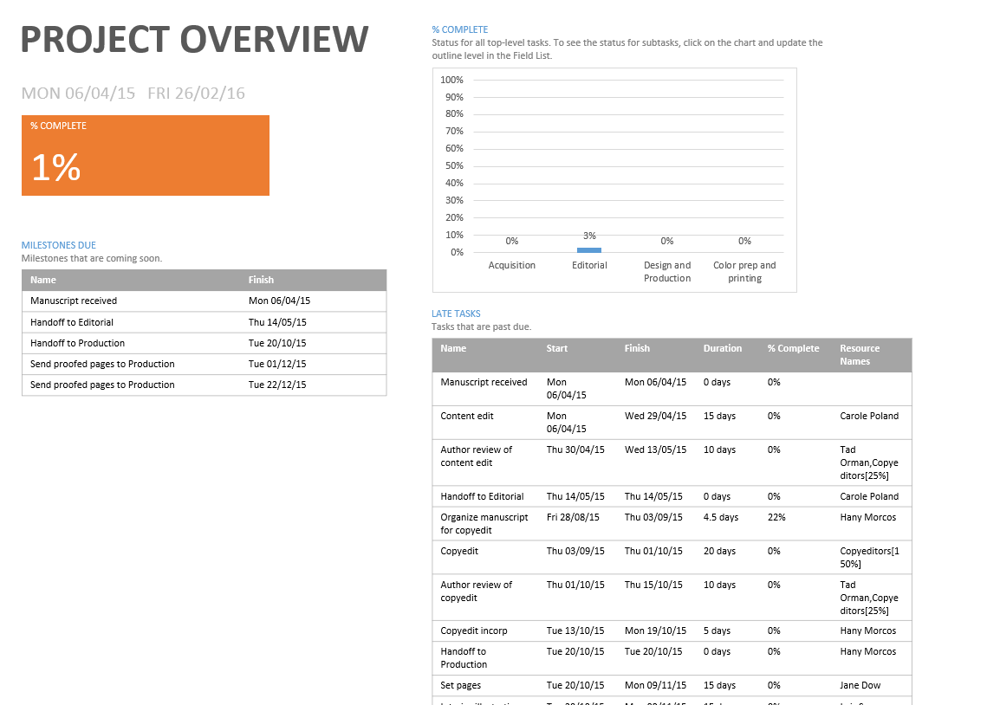 PROJECT OVERVIEW
MON 06/04/15 FRI 26/02/16
% COMPLETE
1%
MILESTONES DUE
Milestones that are coming soon.
Name Finish
Manuscript received Mon 06/04/15
Handoff to Editorial Thu 14/05/15
Handoff to Production Tue 20/10/15
Send proofed pages to Production Tue 01/12/15
Send proofed pages to Production Tue 22/12/15
% COMPLETE
Status for all top-level tasks. To see the status for subtasks, click on the chart and update the
outline level in the Field List.
100%
90%
80%
70%
60%
50%
40%
30%
20%
10%
0%
0% 3% 0% 0%
Acquisition Editorial Design and Color prep and
Production printing
LATE TASKS
Tasks that are past due.
Name Start Finish Duration % Complete Resource
Names
Manuscript received Mon Mon 06/04/15 0 days 0%
06/04/15
Content edit Mon Wed 29/04/15 15 days 0% Carole Poland
06/04/15
Author review of Thu 30/04/15 Wed 13/05/15 10 days 0% Tad
content edit Orman,Copye
ditors[25%]
Handoff to Editorial Thu 14/05/15 Thu 14/05/15 0 days 0% Carole Poland
Organize manuscript Fri 28/08/15 Thu 03/09/15 4.5 days 22% Hany Morcos
for copyedit
Copyedit Thu 03/09/15 Thu 01/10/15 20 days 0% Copyeditors[1
50%]
Author review of Thu 01/10/15 Thu 15/10/15 10 days 0% Tad
copyedit Orman,Copye
ditors[25%]
Copyedit incorp Tue 13/10/15 Mon 19/10/15 5 days 0% Hany Morcos
Handoff to Tue 20/10/15 Tue 20/10/15 0 days 0% Hany Morcos
Production
Set pages Tue 20/10/15 Mon 09/11/15 15 days 0% Jane Dow